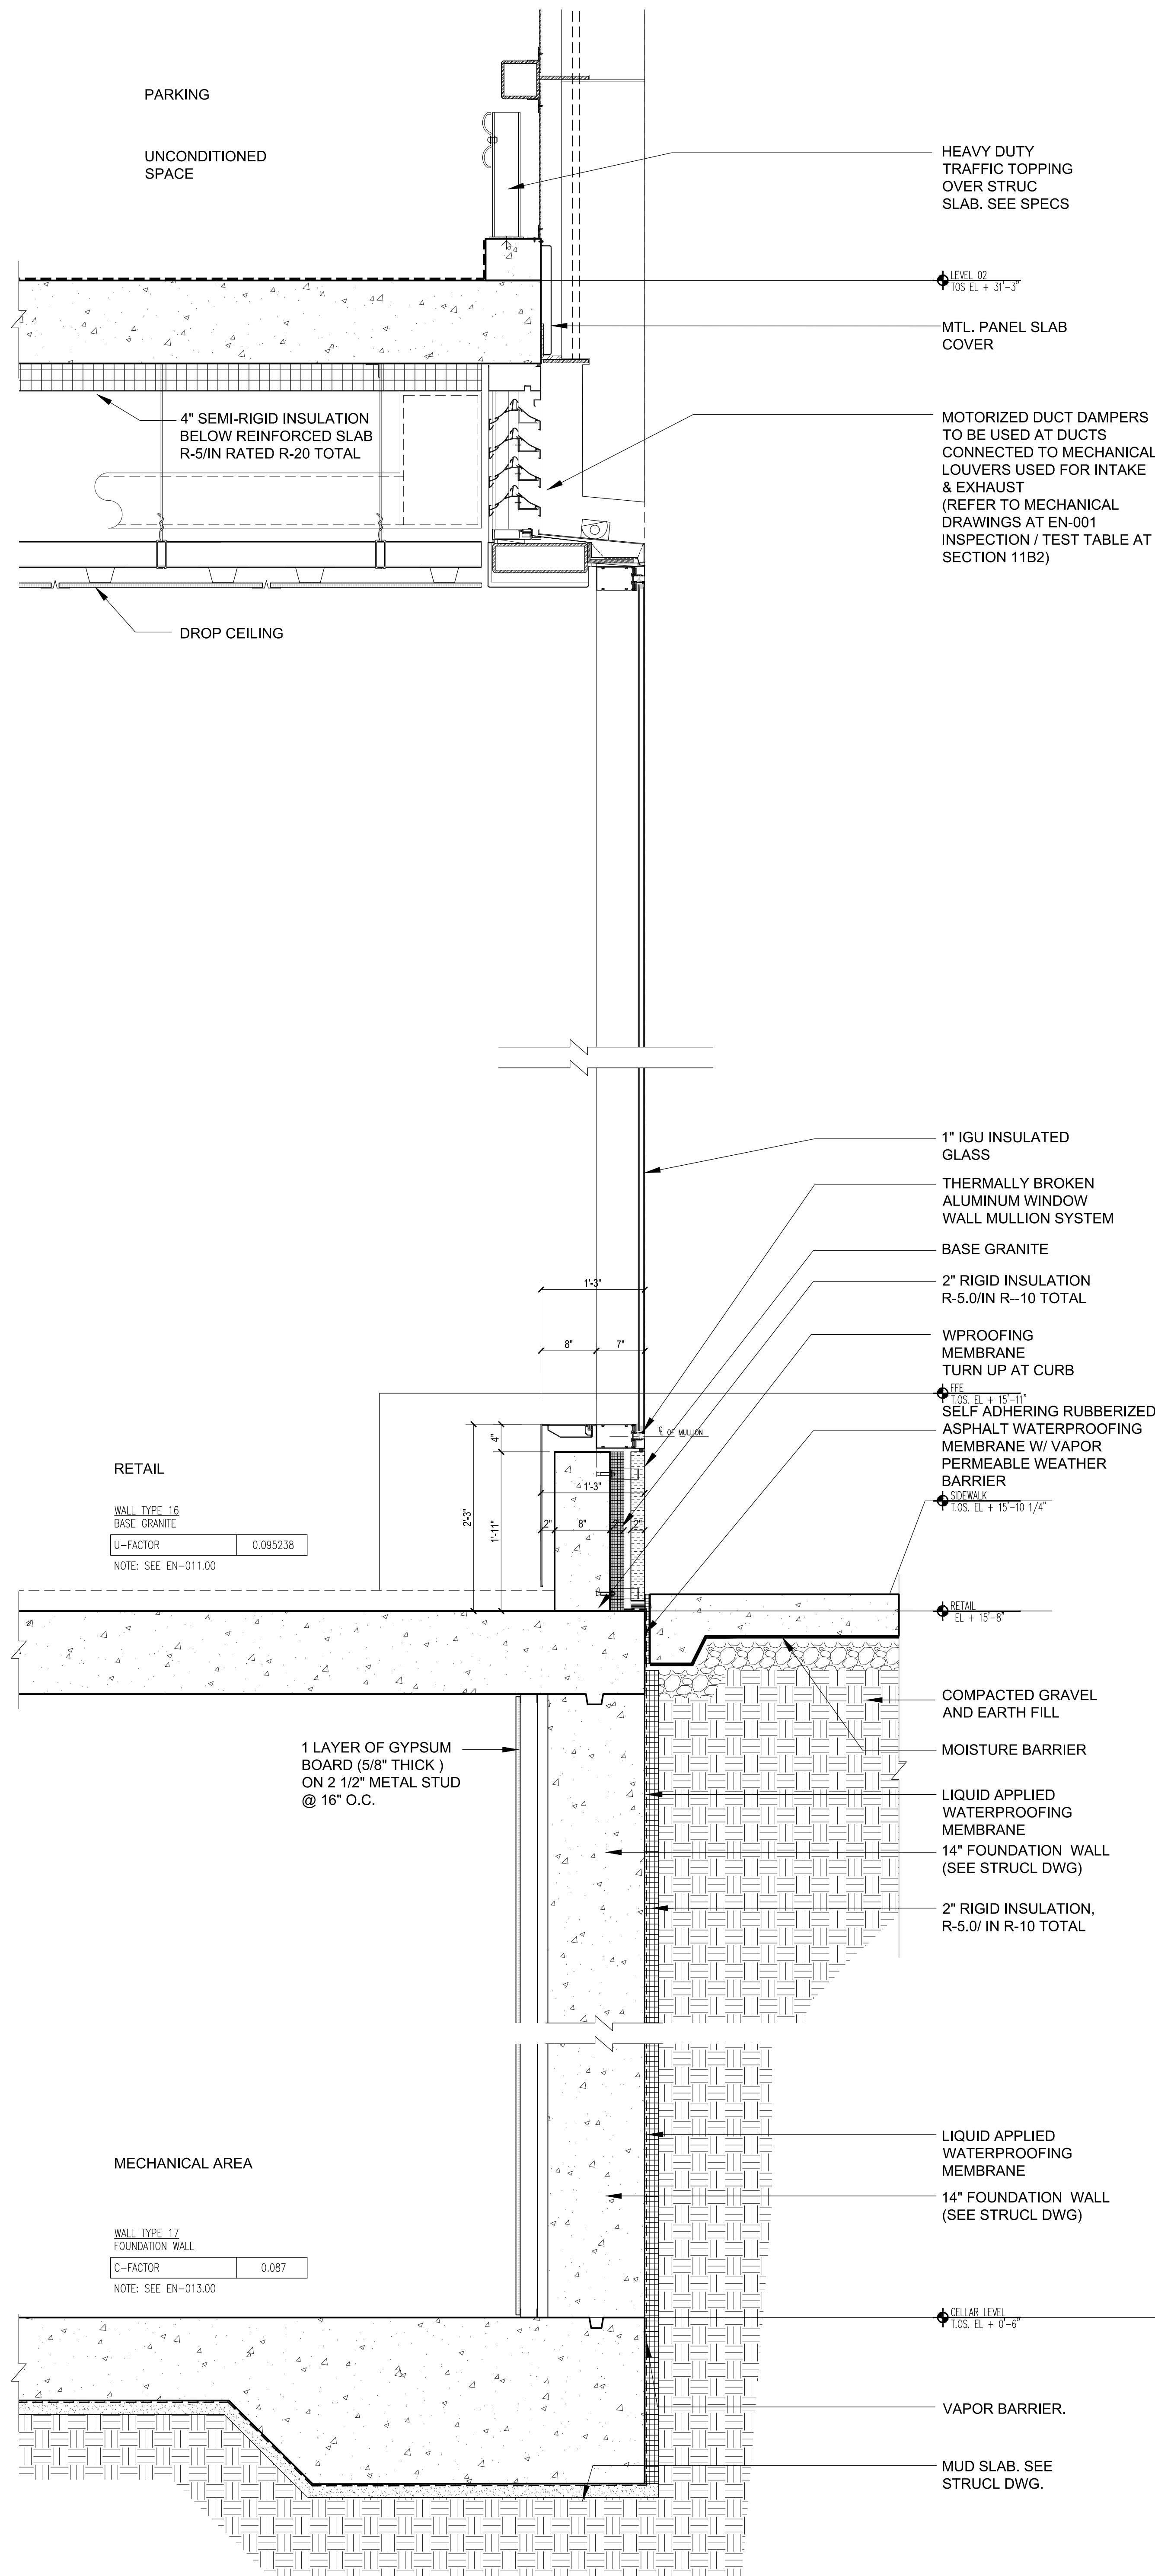 PARKING
UNCONDITIONED
SPACE
HEAVY DUTY
TRAFFIC TOPPING
OVER STRUC
SLAB. SEE SPECS
LEVEL 02
TOS EL + 31'-3"
MTL. PANEL SLAB
COVER
4" SEMI-RIGID INSULATION
BELOW REINFORCED SLAB
R-5/IN RATED R-20 TOTAL
MOTORIZED DUCT DAMPERS
TO BE USED AT DUCTS
CONNECTED TO MECHANICAL
LOUVERS USED FOR INTAKE
& EXHAUST
(REFER TO MECHANICAL
DRAWINGS AT EN-001
INSPECTION / TEST TABLE AT
SECTION 11B2)
DROP CEILING
1" IGU INSULATED
GLASS
THERMALLY BROKEN
ALUMINUM WINDOW
WALL MULLION SYSTEM
BASE GRANITE
2" RIGID INSULATION
R-5.0/IN R--10 TOTAL
WPROOFING
MEMBRANE
TURN UP AT CURB
1'-3"
8"
7"
FFE
T.OS. EL + 15'-11"
SELF ADHERING RUBBERIZED
ASPHALT WATERPROOFING
MEMBRANE W/ VAPOR
PERMEABLE WEATHER
BARRIER
4"
℄ OF MULLION
2'-3"
1'-11"
1'-3"
2"
8"
2"
2"
SIDEWALK
T.OS. EL + 15'-10 1/4"
RETAIL
WALL TYPE 16
BASE GRANITE
U-FACTOR 0.095238
NOTE: SEE EN-011.00
RETAIL
EL + 15'-8"
COMPACTED GRAVEL
AND EARTH FILL
MOISTURE BARRIER
1 LAYER OF GYPSUM
BOARD (5/8" THICK )
ON 2 1/2" METAL STUD
@ 16" O.C.
LIQUID APPLIED
WATERPROOFING
MEMBRANE
14" FOUNDATION WALL
(SEE STRUCL DWG)
2" RIGID INSULATION,
R-5.0/ IN R-10 TOTAL
MECHANICAL AREA
WALL TYPE 17
FOUNDATION WALL
C-FACTOR 0.087
NOTE: SEE EN-013.00
LIQUID APPLIED
WATERPROOFING
MEMBRANE
14" FOUNDATION WALL
(SEE STRUCL DWG)
CELLAR LEVEL
T.OS. EL + 0'-6"
VAPOR BARRIER.
MUD SLAB. SEE
STRUCL DWG.